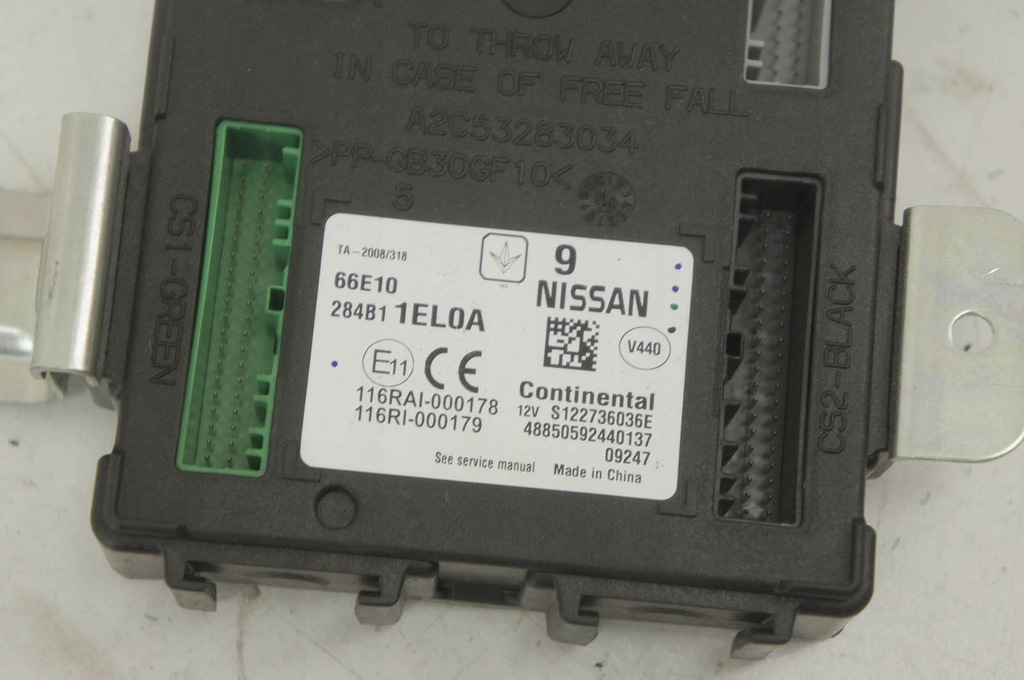 TO THROW AWAY
IN CASE OF FREE FALL
A2C53283034
>PP-GB30GF10<
5
CS1-GREEN
TA-2008/318
66E10
284B1 1EL0A
E11 CE
116RAI-000178
116RI-000179
9
NISSAN
V440
Continental
12V S122736036E
48850592440137
09247
See service manual Made in China
CS2-BLACK